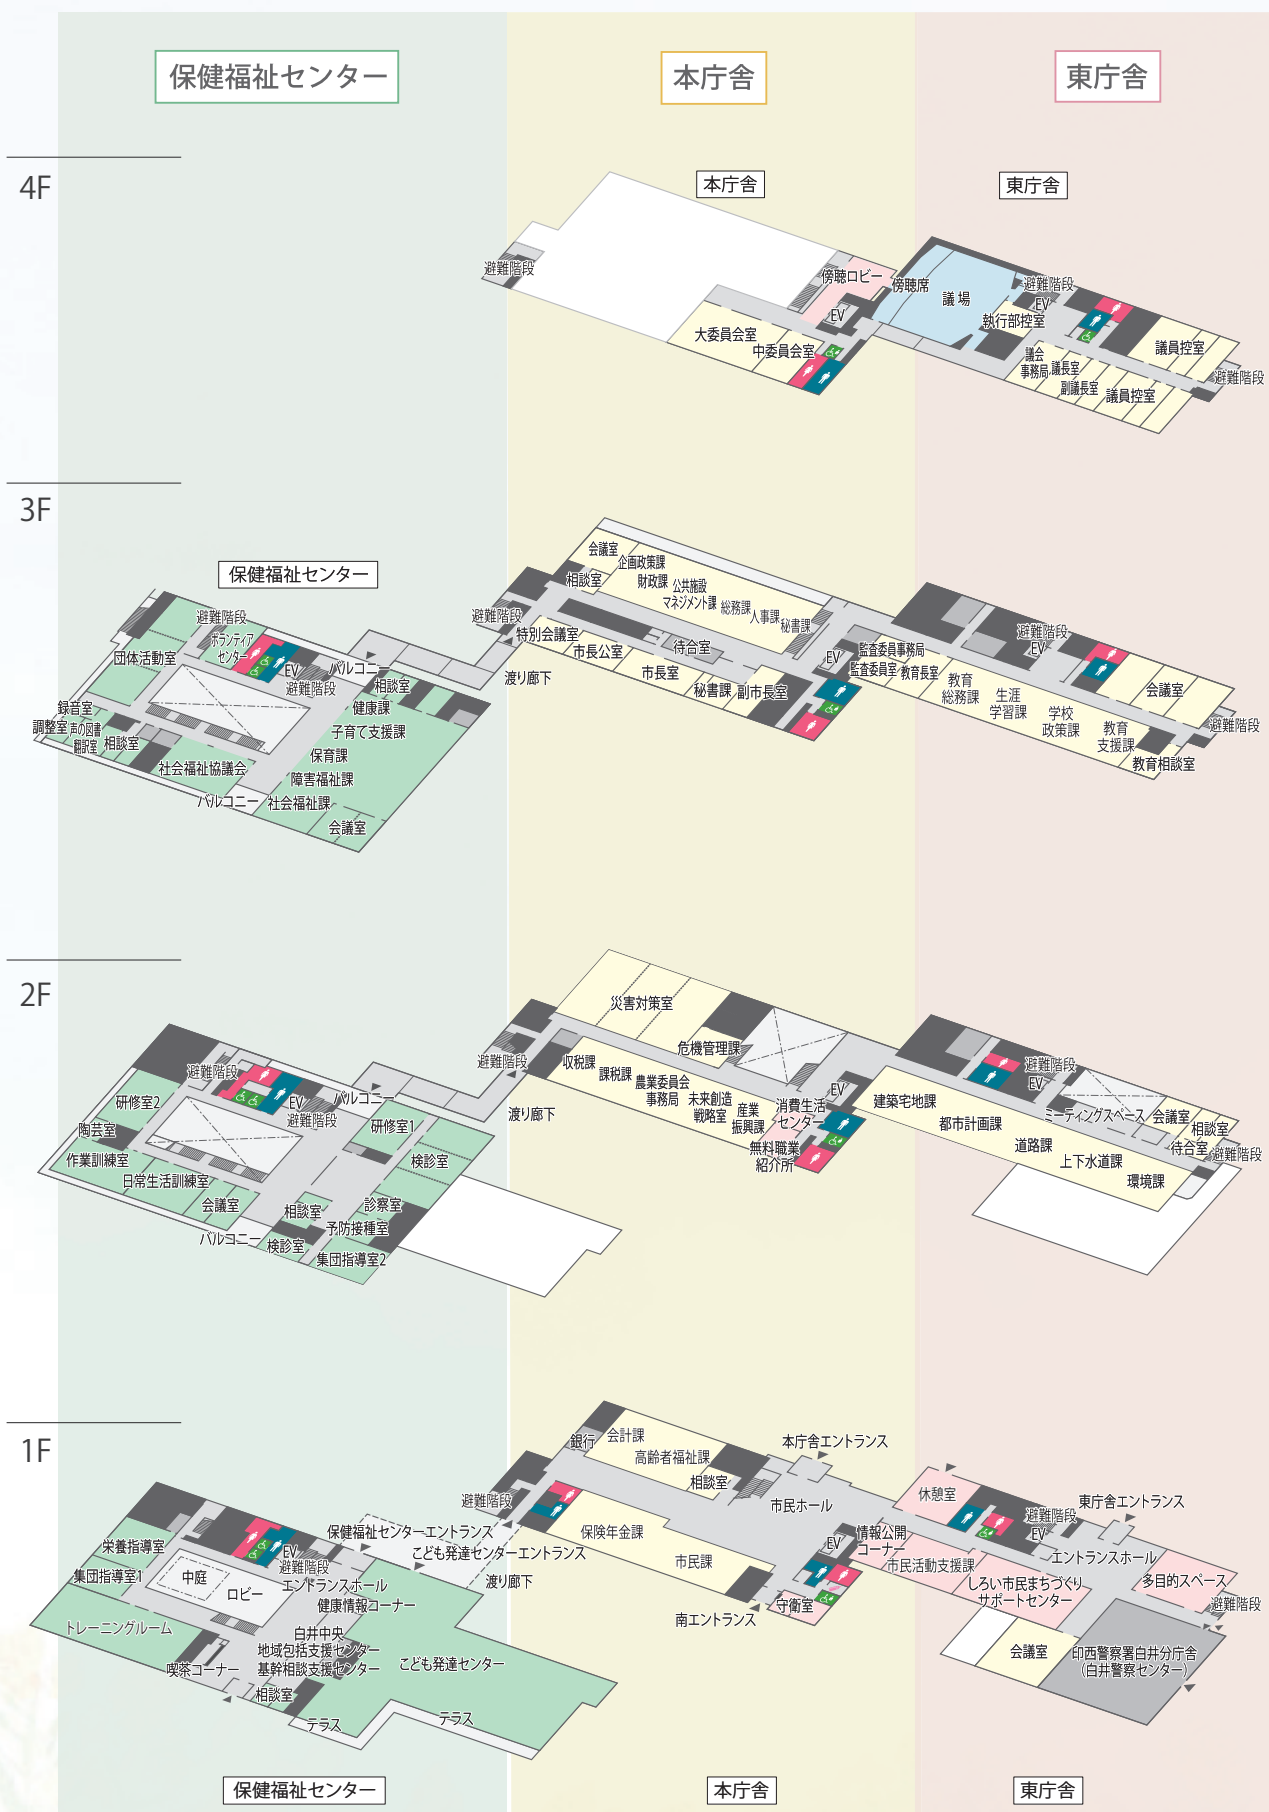 保健福祉センター
本庁舎
東庁舎
4F
本庁舎
東庁舎
避難階段
傍聴ロビー
EV
大委員会室
中委員会室
傍聴席
議場
避難階段
EV
執行部控室
議会
事務局
議長室
副議長室
議員控室
議員控室
避難階段
3F
保健福祉センター
避難階段
ボランティア
センター
EV
避難階段
バルコニー
団体活動室
相談室
健康課
子育て支援課
保育課
障害福祉課
社会福祉課
会議室
録音室
調整室
声の図書
翻訳室
相談室
社会福祉協議会
バルコニー
渡り廊下
避難階段
会議室
企画政策課
相談室
財政課
公共施設
マネジメント課
総務課
人事課
秘書課
特別会議室
市長公室
待合室
市長室
秘書課
副市長室
EV
監査委員事務局
監査委員室
教育長室
教育
総務課
生涯
学習課
学校
政策課
教育
支援課
教育相談室
避難階段
EV
会議室
避難階段
2F
避難階段
EV
避難階段
バルコニー
研修室2
陶芸室
作業訓練室
日常生活訓練室
会議室
バルコニー
研修室1
検診室
診察室
相談室
予防接種室
検診室
集団指導室2
渡り廊下
避難階段
災害対策室
危機管理課
収税課
課税課
農業委員会
事務局
未来創造
戦略室
産業
振興課
消費生活
センター
無料職業
紹介所
EV
建築宅地課
都市計画課
道路課
上下水道課
環境課
避難階段
EV
ミーティングスペース
会議室
相談室
待合室
避難階段
1F
栄養指導室
集団指導室1
トレーニングルーム
中庭
ロビー
EV
避難階段
エントランスホール
健康情報コーナー
保健福祉センターエントランス
こども発達センターエントランス
渡り廊下
白井中央
地域包括支援センター
基幹相談支援センター
こども発達センター
喫茶コーナー
相談室
テラス
テラス
避難階段
銀行
会計課
高齢者福祉課
相談室
本庁舎エントランス
市民ホール
保険年金課
市民課
南エントランス
守衛室
EV
情報公開
コーナー
休憩室
市民活動支援課
しろい市民まちづくり
サポートセンター
避難階段
EV
東庁舎エントランス
エントランスホール
多目的スペース
避難階段
会議室
印西警察署白井分庁舎
(白井警察センター)
保健福祉センター
本庁舎
東庁舎